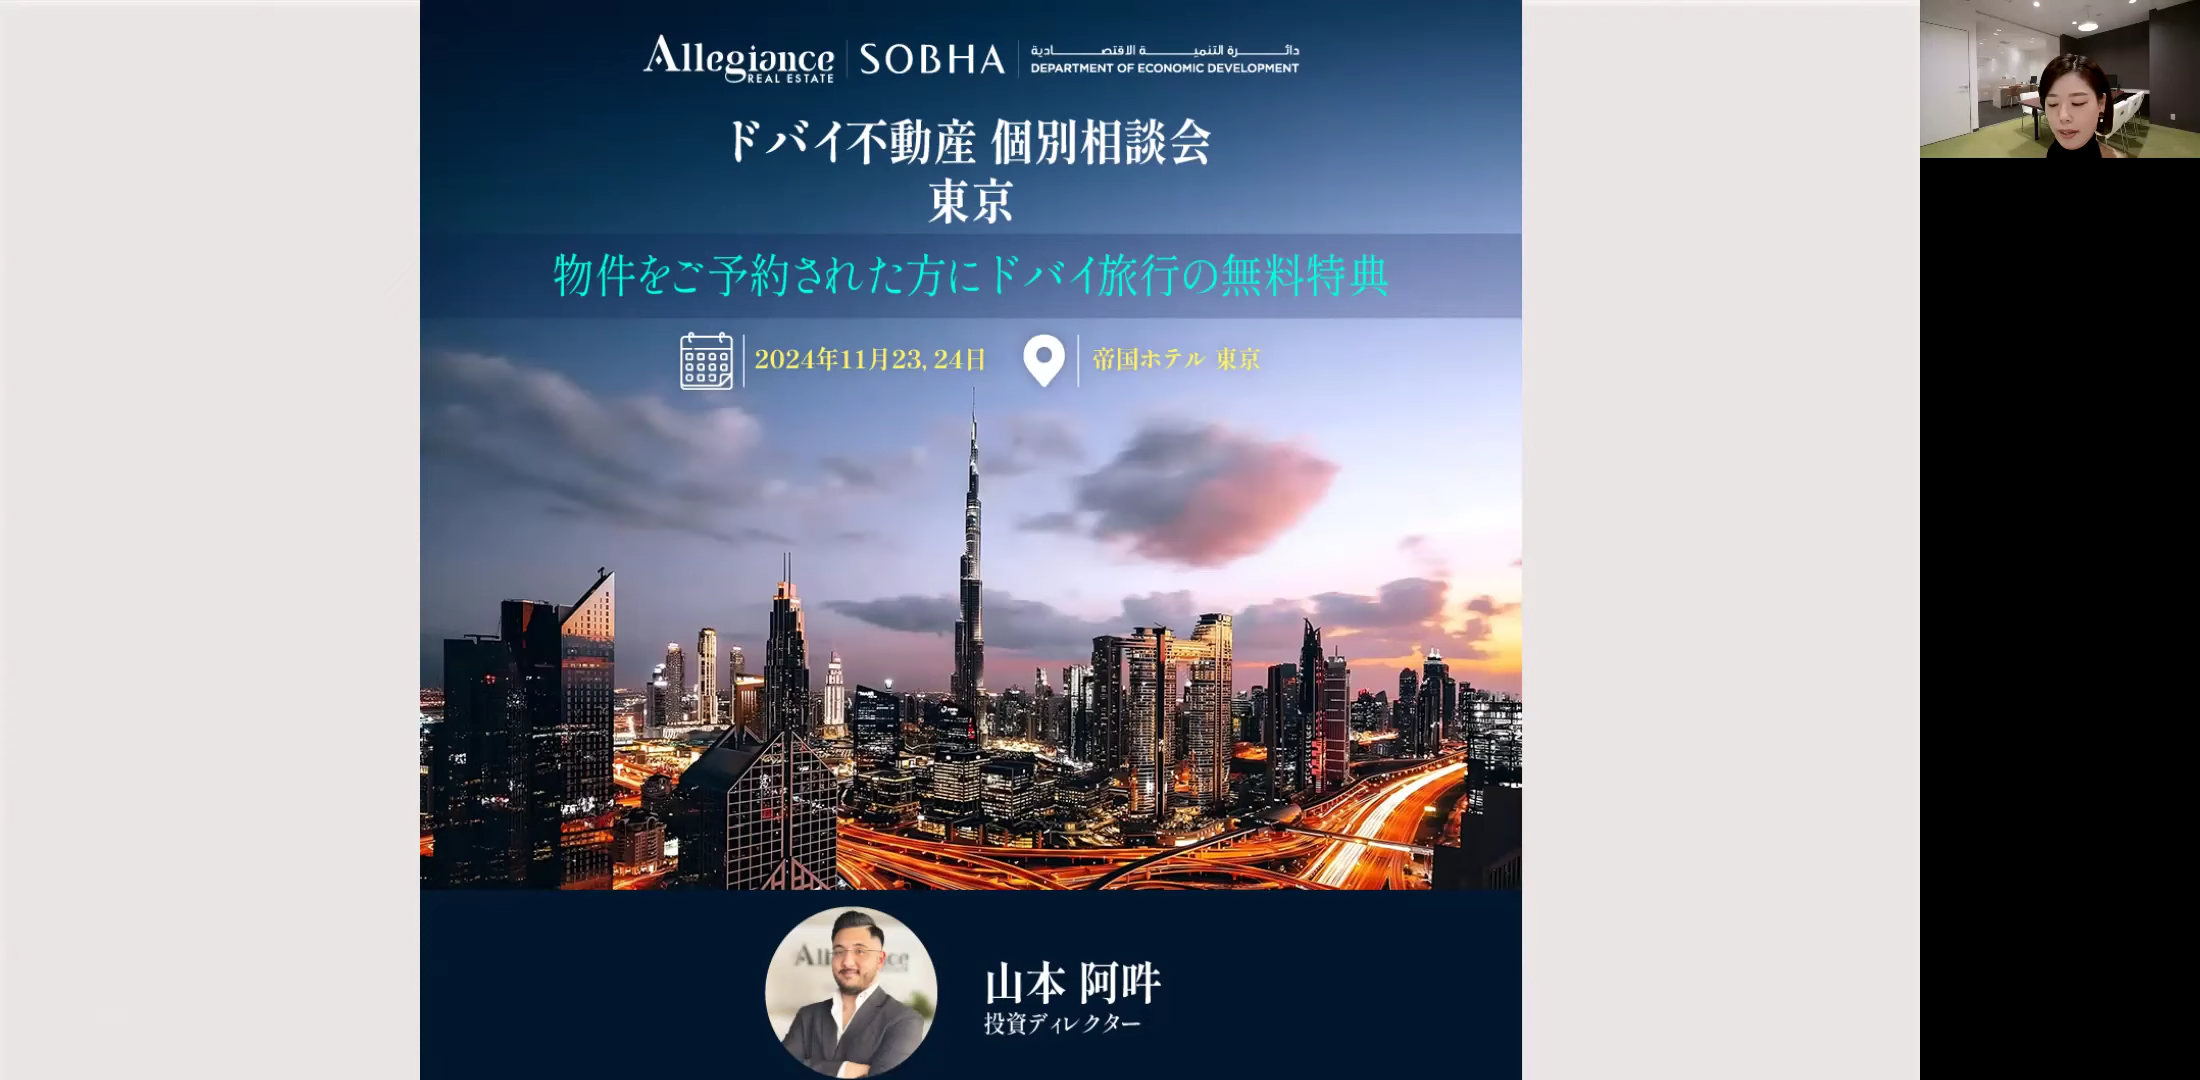 Allegiance
REAL ESTATE
SOBHA
دائـــرة التنميـــة الاقتصـــادية
DEPARTMENT OF ECONOMIC DEVELOPMENT
ドバイ不動産 個別相談会
東京
物件をご予約された方にドバイ旅行の無料特典
2024年11月23, 24日
帝国ホテル 東京
山本 阿吽
投資ディレクター